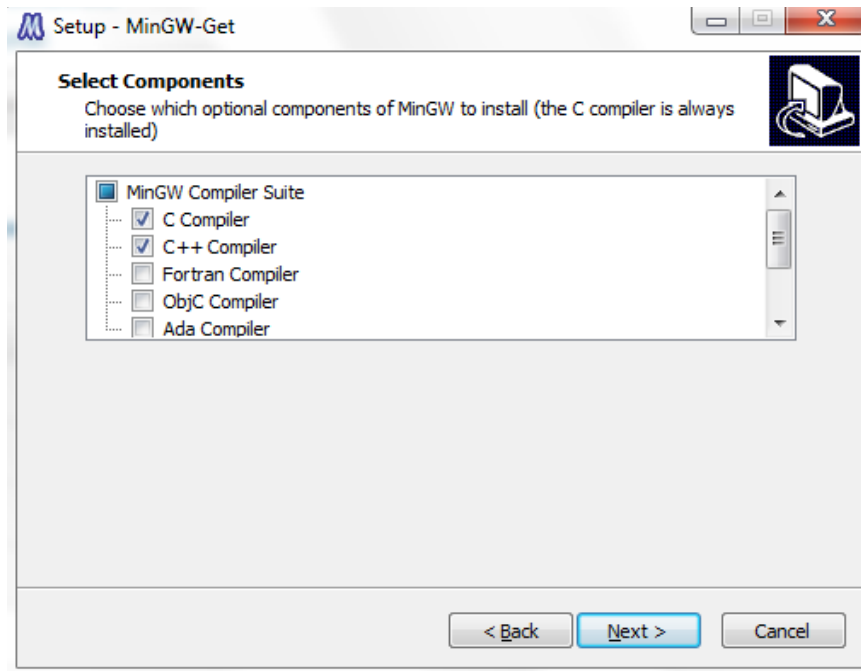 Setup - MinGW-Get
Select Components
Choose which optional components of MinGW to install (the C compiler is always
installed)
MinGW Compiler Suite
C Compiler
C++ Compiler
Fortran Compiler
ObjC Compiler
Ada Compiler
< Back
Next >
Cancel